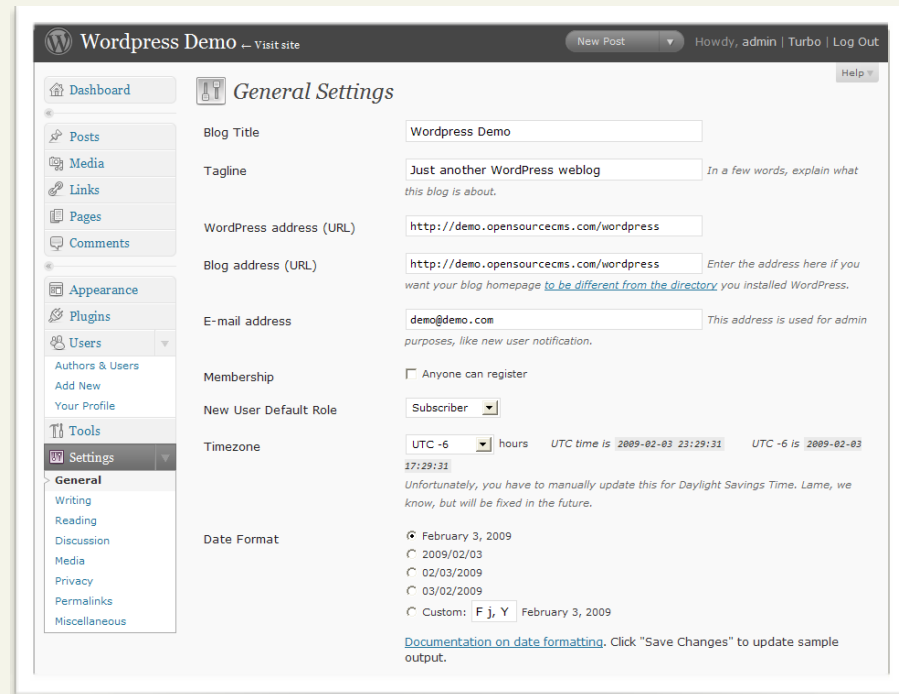 Wordpress Demo ← Visit site
New Post
Howdy, admin | Turbo | Log Out
Help
Dashboard
Posts
Media
Links
Pages
Comments
Appearance
Plugins
Users
Authors & Users
Add New
Your Profile
Tools
Settings
General
Writing
Reading
Discussion
Media
Privacy
Permalinks
Miscellaneous
General Settings
Blog Title
Wordpress Demo
Tagline
Just another WordPress weblog
In a few words, explain what
this blog is about.
WordPress address (URL)
http://demo.opensourcecms.com/wordpress
Blog address (URL)
http://demo.opensourcecms.com/wordpress
Enter the address here if you
want your blog homepage to be different from the directory you installed WordPress.
E-mail address
demo@demo.com
This address is used for admin
purposes, like new user notification.
Membership
Anyone can register
New User Default Role
Subscriber
Timezone
UTC -6 hours UTC time is 2009-02-03 23:29:31 UTC -6 is 2009-02-03
17:29:31
Unfortunately, you have to manually update this for Daylight Savings Time. Lame, we
know, but will be fixed in the future.
Date Format
February 3, 2009
2009/02/03
02/03/2009
03/02/2009
Custom: F j, Y February 3, 2009
Documentation on date formatting. Click "Save Changes" to update sample
output.